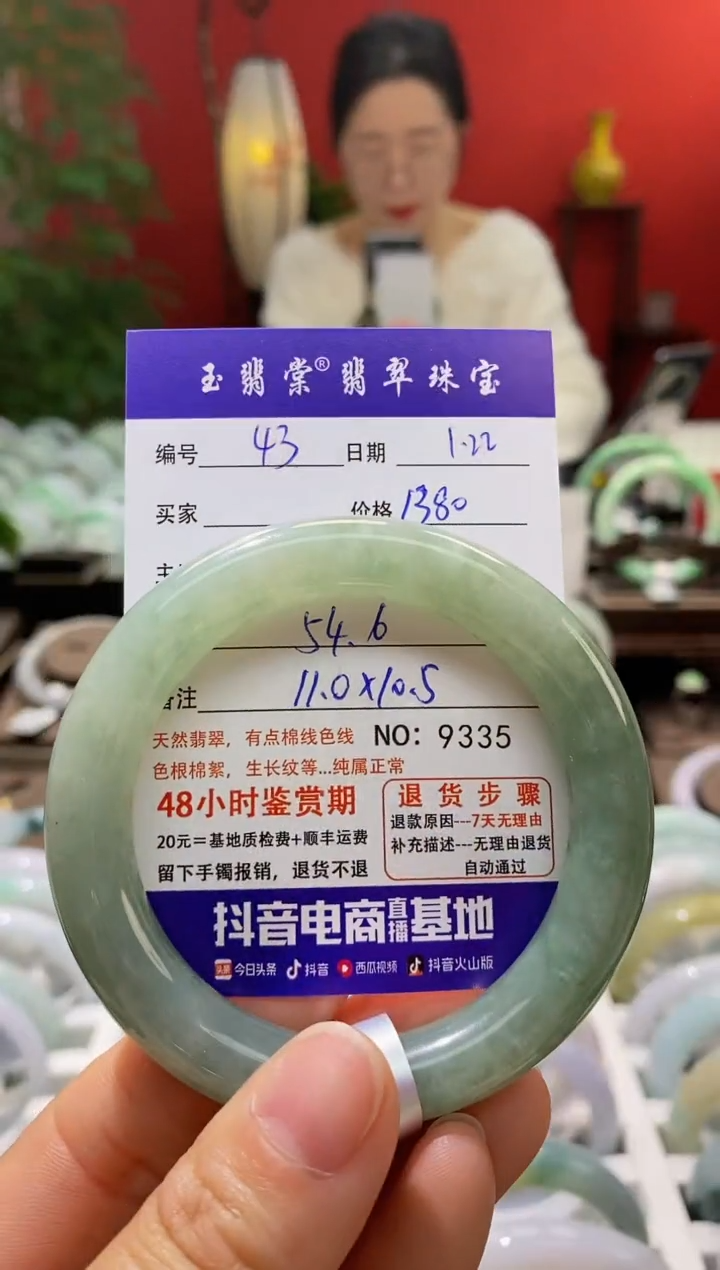 玉翡棠®翡翠珠宝
编号 43 日期 1.22
买家 价格 1380
54.6
备注 11.0×10.5
天然翡翠，有点棉线色线 NO：9335
色根棉絮，生长纹等...纯属正常
48小时鉴赏期
20元＝基地质检费+顺丰运费
留下手镯报销，退货不退
退货步骤
退款原因---7天无理由
补充描述---无理由退货
自动通过
抖音电商直播基地
头条 今日头条 抖音 西瓜视频 抖音火山版